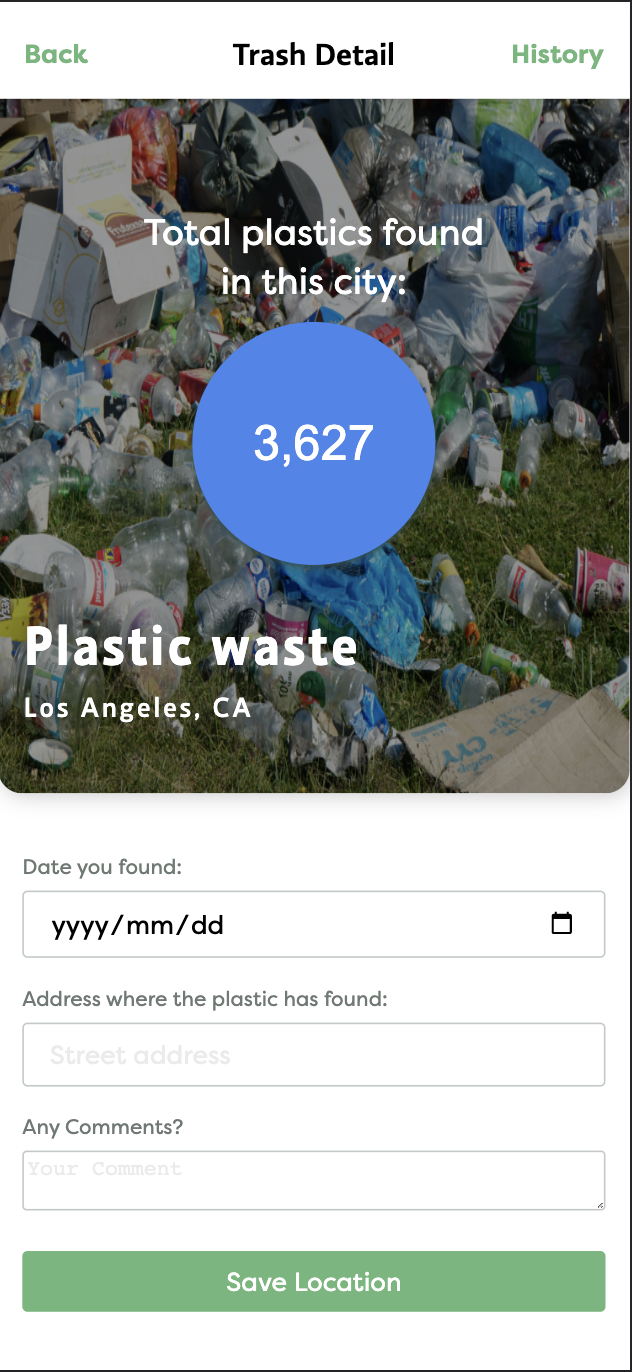 Back
Trash Detail
History
Total plastics found
in this city:
3,627
Plastic waste
Los Angeles, CA
Date you found:
yyyy/mm/dd
Address where the plastic has found:
Street address
Any Comments?
Your Comment
Save Location